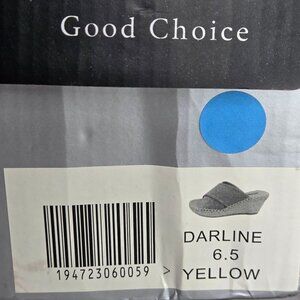 Good Choice
DARLINE
6.5
YELLOW
194723060059 >